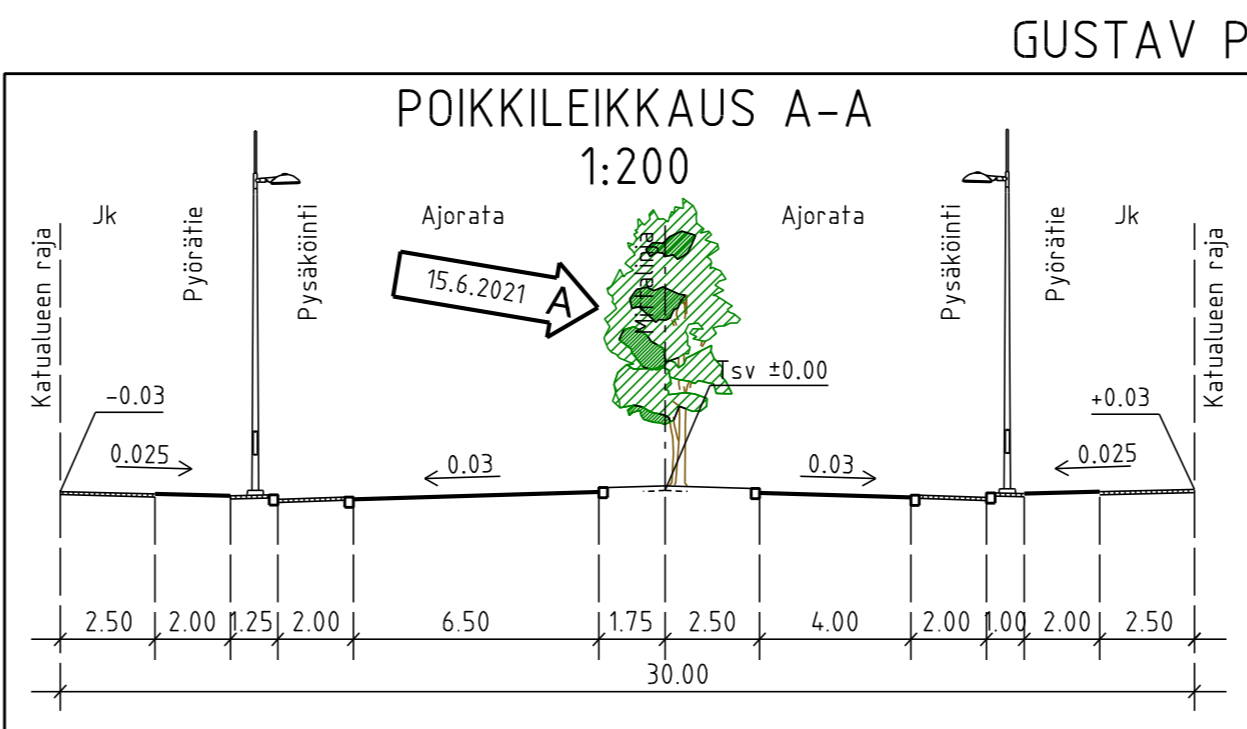 GUSTAV P
POIKKILEIKKAUS A-A
1:200
Katualueen raja
Jk
Pyörätie
Pysäköinti
Ajorata
Mittalinja
Ajorata
Pysäköinti
Pyörätie
Jk
Katualueen raja
15.6.2021 A
Tsv ±0.00
-0.03
+0.03
0.025
0.03
0.03
0.025
2.50 2.00 1.25 2.00 6.50 1.75 2.50 4.00 2.00 1.00 2.00 2.50
30.00